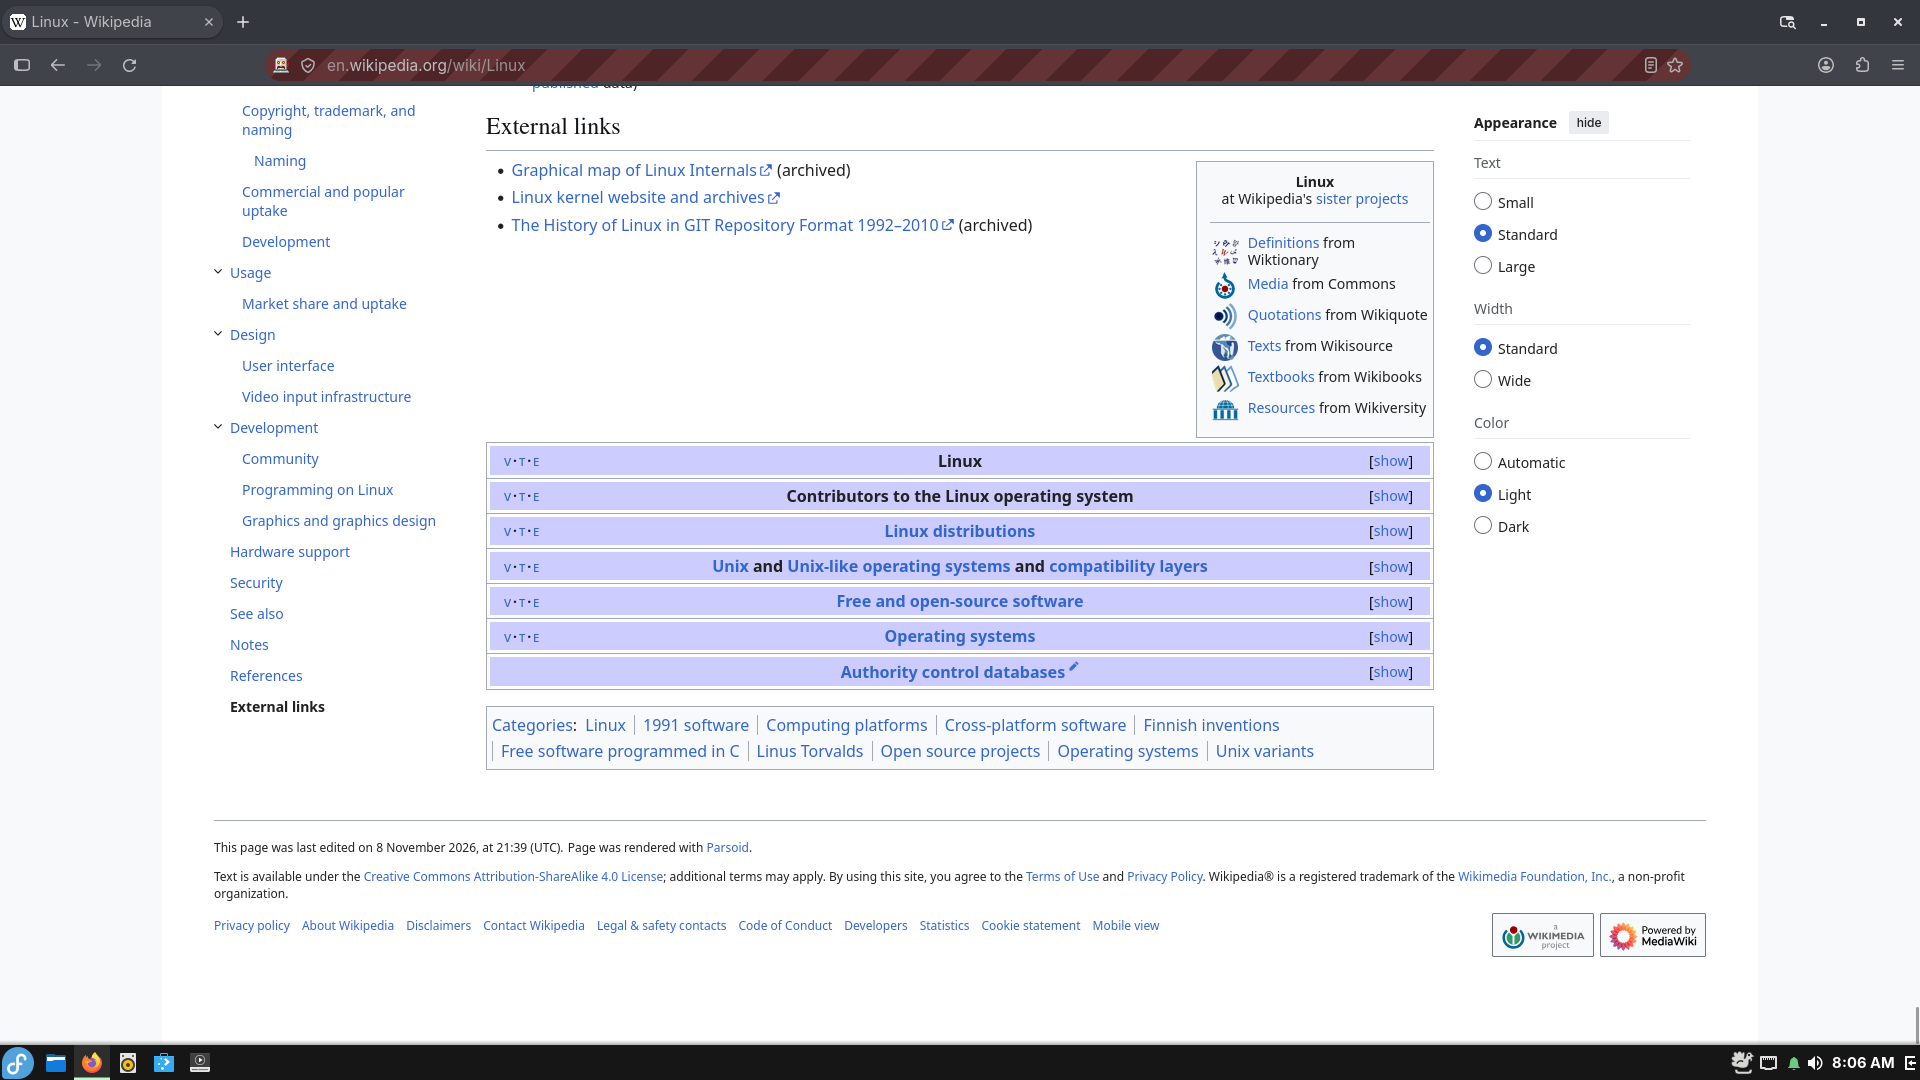 Linux - Wikipedia
en.wikipedia.org/wiki/Linux
data)
Copyright, trademark, and
naming
Naming
Commercial and popular
uptake
Development
Usage
Market share and uptake
Design
User interface
Video input infrastructure
Development
Community
Programming on Linux
Graphics and graphics design
Hardware support
Security
See also
Notes
References
External links
External links
• Graphical map of Linux Internals (archived)
• Linux kernel website and archives
• The History of Linux in GIT Repository Format 1992–2010 (archived)
Linux
at Wikipedia's sister projects
Definitions from
Wiktionary
Media from Commons
Quotations from Wikiquote
Texts from Wikisource
Textbooks from Wikibooks
Resources from Wikiversity
V·T·E Linux [show]
V·T·E Contributors to the Linux operating system [show]
V·T·E Linux distributions [show]
V·T·E Unix and Unix-like operating systems and compatibility layers [show]
V·T·E Free and open-source software [show]
V·T·E Operating systems [show]
Authority control databases [show]
Categories: Linux | 1991 software | Computing platforms | Cross-platform software | Finnish inventions
| Free software programmed in C | Linus Torvalds | Open source projects | Operating systems | Unix variants
Appearance hide
Text
Small
Standard
Large
Width
Standard
Wide
Color
Automatic
Light
Dark
This page was last edited on 8 November 2026, at 21:39 (UTC). Page was rendered with Parsoid.
Text is available under the Creative Commons Attribution-ShareAlike 4.0 License; additional terms may apply. By using this site, you agree to the Terms of Use and Privacy Policy. Wikipedia® is a registered trademark of the Wikimedia Foundation, Inc., a non-profit
organization.
Privacy policy About Wikipedia Disclaimers Contact Wikipedia Legal & safety contacts Code of Conduct Developers Statistics Cookie statement Mobile view
a
WIKIMEDIA
project
Powered by
MediaWiki
8:06 AM